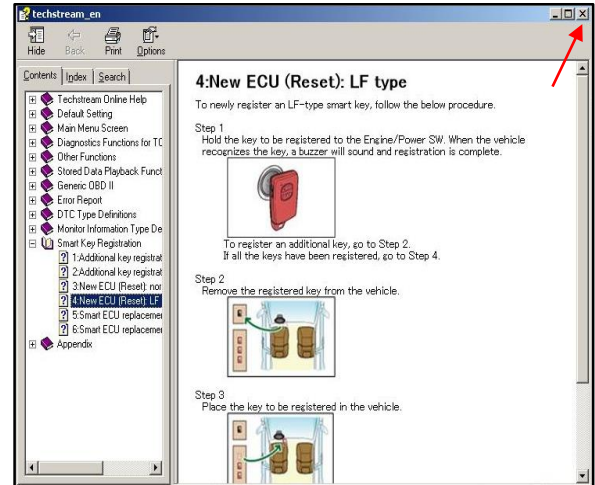 techstream_en
Hide Back Print Options
Contents Index Search
Techstream Online Help
Default Setting
Main Menu Screen
Diagnostics Functions for TC
Other Functions
Stored Data Playback Funct
Generic OBD II
Error Report
DTC Type Definitions
Monitor Information Type De
Smart Key Registration
1:Additional key registrat
2:Additional key registrat
3:New ECU (Reset): nor
4:New ECU (Reset): LF
5:Smart ECU replacemer
6:Smart ECU replacemer
Appendix
4:New ECU (Reset): LF type
To newly register an LF-type smart key, follow the below procedure.
Step 1
Hold the key to be registered to the Engine/Power SW. When the vehicle
recognizes the key, a buzzer will sound and registration is complete.
To register an additional key, go to Step 2.
If all the keys have been registered, go to Step 4.
Step 2
Remove the registered key from the vehicle.
Step 3
Place the key to be registered in the vehicle.